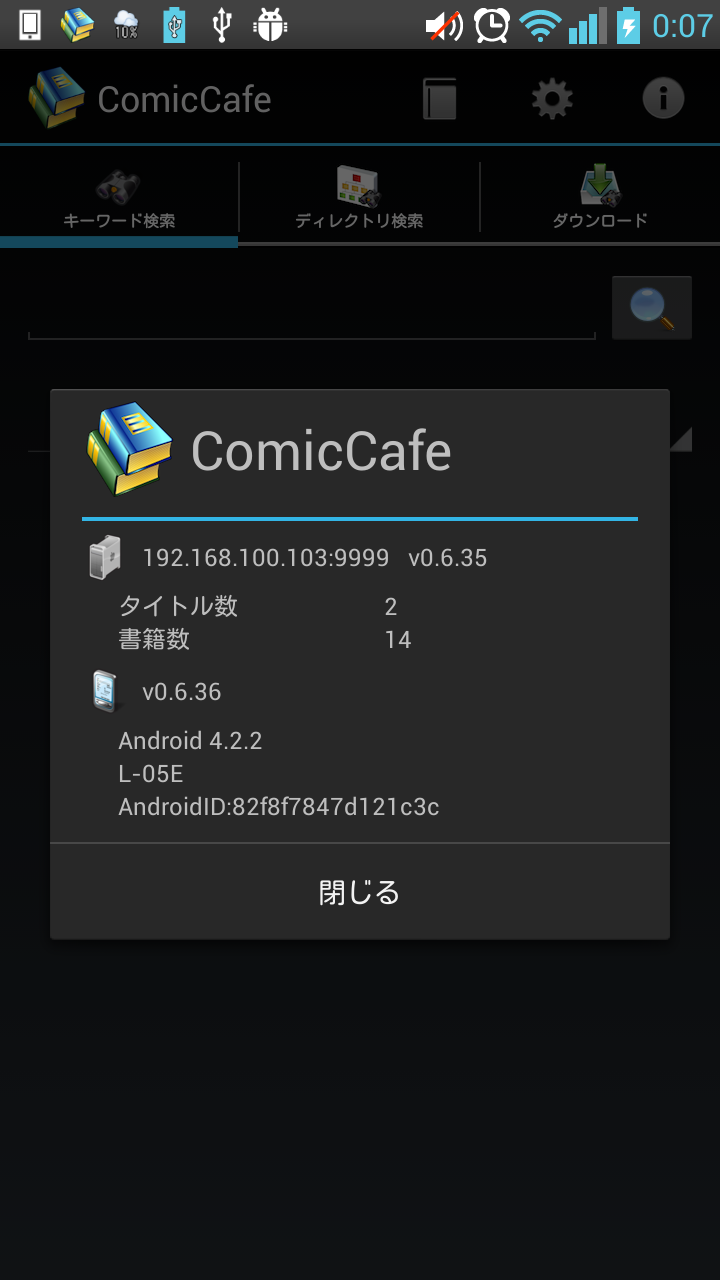 10%
0:07
ComicCafe
キーワード検索
ディレクトリ検索
ダウンロード
ComicCafe
192.168.100.103:9999 v0.6.35
タイトル数 2
書籍数 14
v0.6.36
Android 4.2.2
L-05E
AndroidID:82f8f7847d121c3c
閉じる